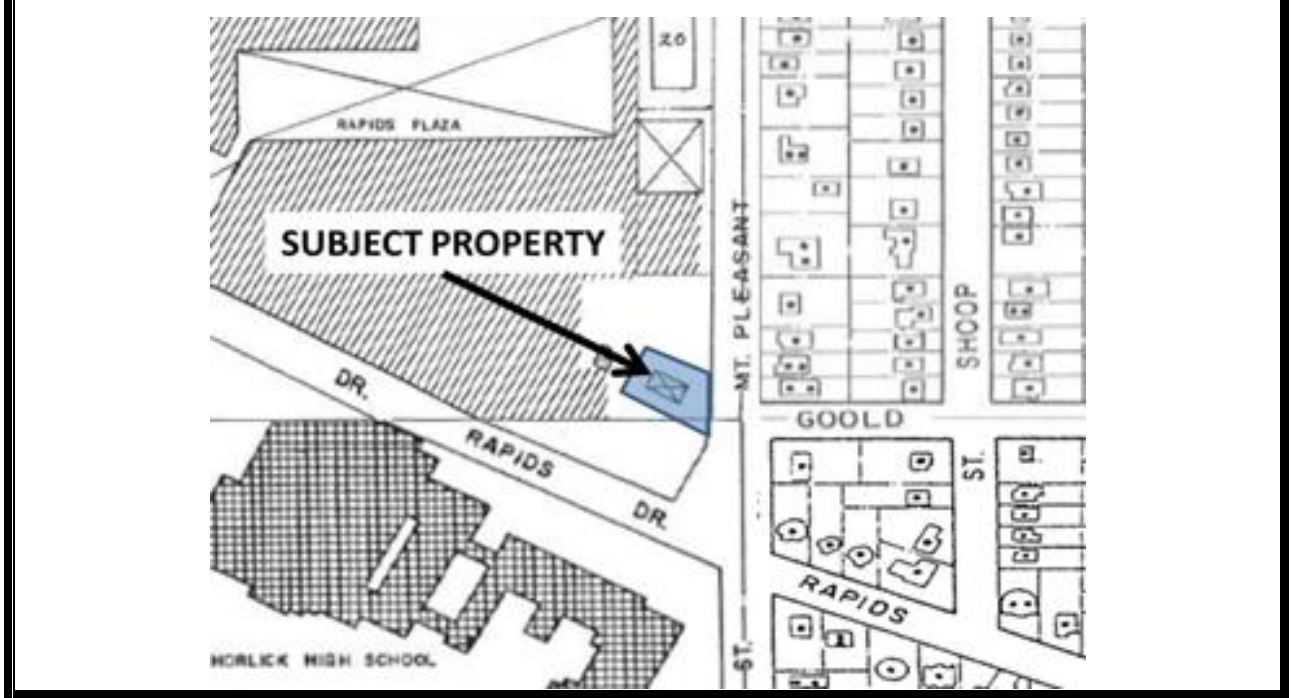 20
RAPIDS PLAZA
SUBJECT PROPERTY
MT. PLEASANT
SHOOP
DR.
GOOLD
RAPIDS
ST.
DR.
RAPIDS
HORLICK HIGH SCHOOL
ST.